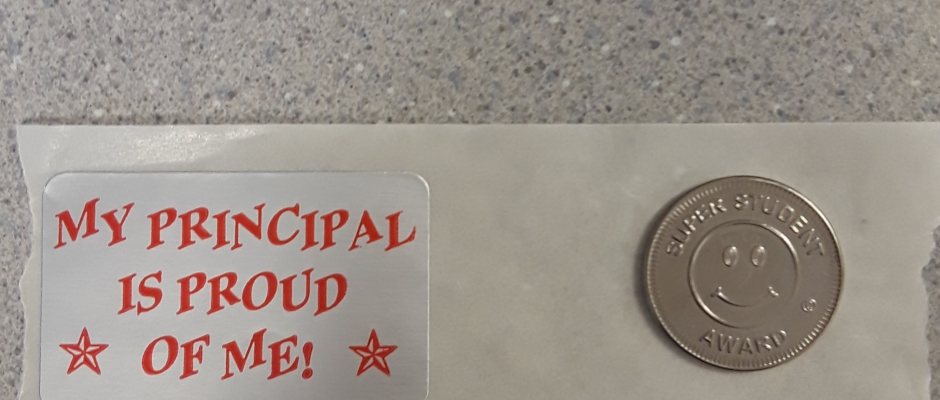 MY PRINCIPAL
IS PROUD
OF ME!
SUPER STUDENT
AWARD